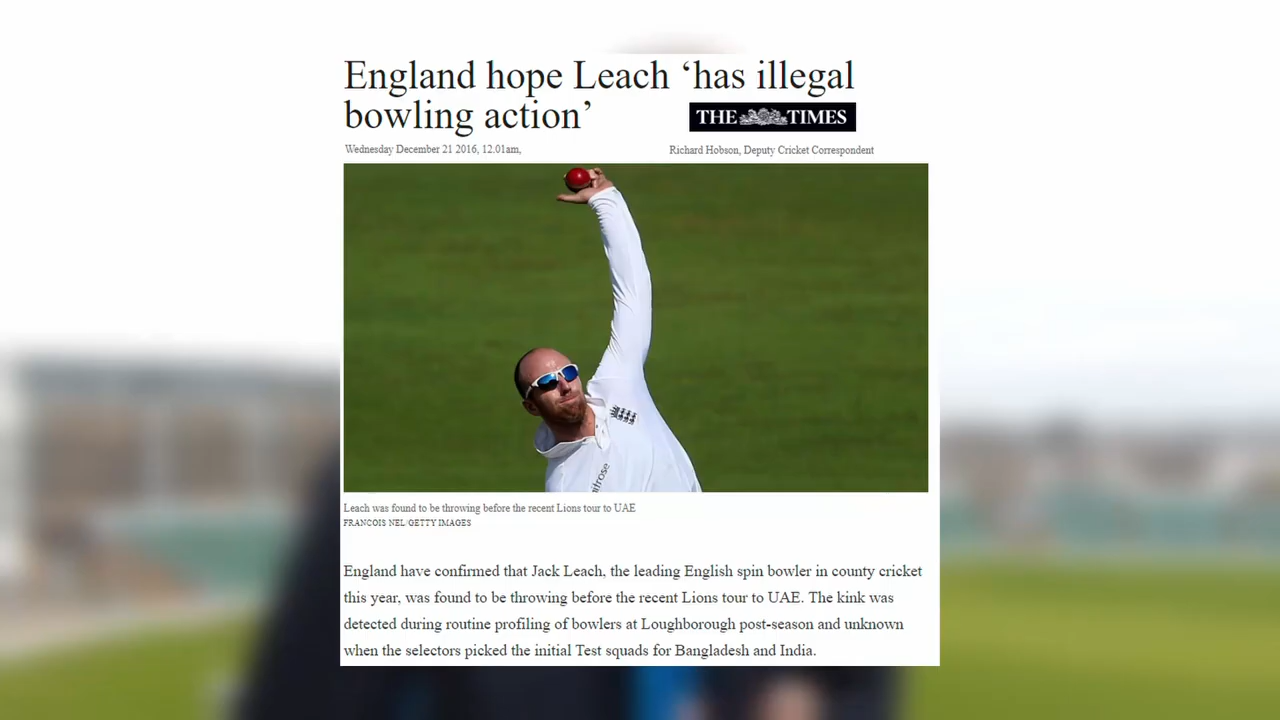 England hope Leach ‘has illegal
bowling action’
THE TIMES
Wednesday December 21 2016, 12.01am,
Richard Hobson, Deputy Cricket Correspondent
itrose
Leach was found to be throwing before the recent Lions tour to UAE
FRANCOIS NEL/GETTY IMAGES
England have confirmed that Jack Leach, the leading English spin bowler in county cricket
this year, was found to be throwing before the recent Lions tour to UAE. The kink was
detected during routine profiling of bowlers at Loughborough post-season and unknown
when the selectors picked the initial Test squads for Bangladesh and India.